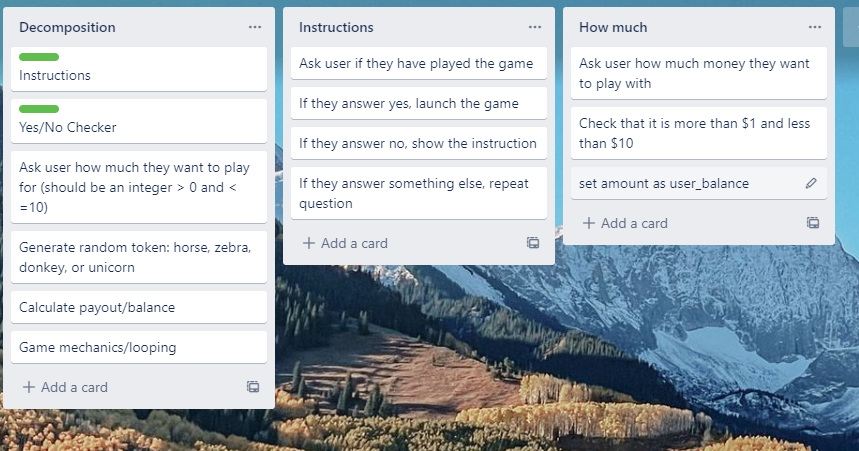 Decomposition
Instructions
Yes/No Checker
Ask user how much they want to play
for (should be an integer > 0 and <
=10)
Generate random token: horse, zebra,
donkey, or unicorn
Calculate payout/balance
Game mechanics/looping
+ Add a card
Instructions
Ask user if they have played the game
If they answer yes, launch the game
If they answer no, show the instruction
If they answer something else, repeat
question
+ Add a card
How much
Ask user how much money they want
to play with
Check that it is more than $1 and less
than $10
set amount as user_balance
+ Add a card